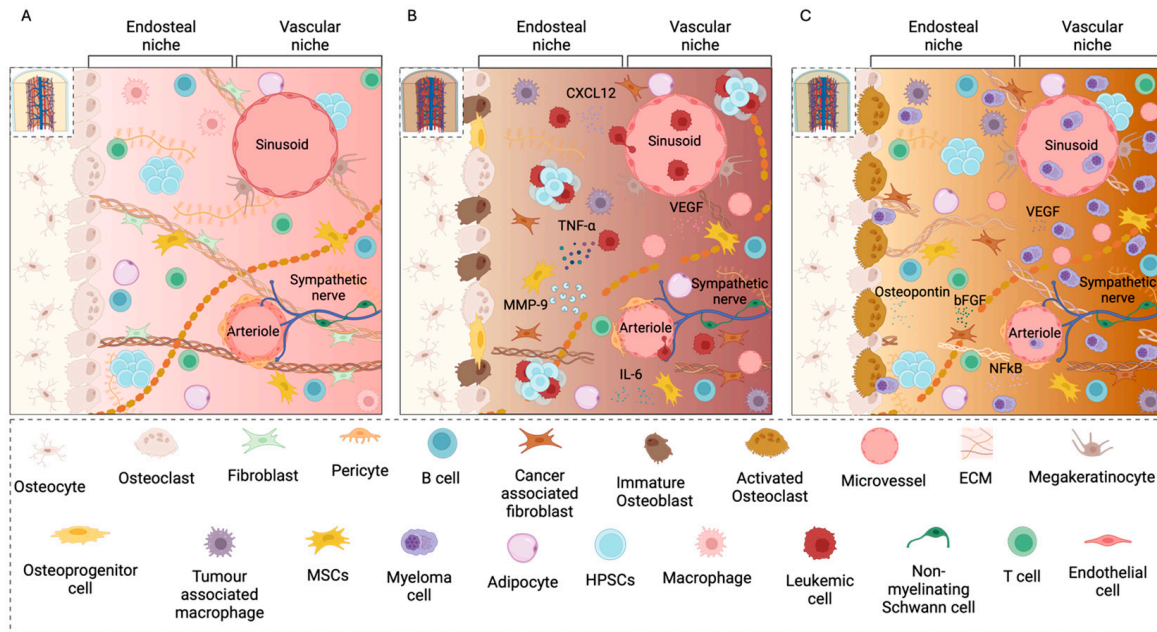 A
Endosteal
niche
Vascular
niche
Sinusoid
Sympathetic
nerve
Arteriole
B
Endosteal
niche
Vascular
niche
CXCL12
Sinusoid
VEGF
TNF-α
MMP-9
Sympathetic
nerve
Arteriole
IL-6
C
Endosteal
niche
Vascular
niche
Sinusoid
VEGF
Osteopontin
bFGF
Sympathetic
nerve
Arteriole
NFkB
Osteocyte
Osteoclast
Fibroblast
Pericyte
B cell
Cancer
associated
fibroblast
Immature
Osteoblast
Activated
Osteoclast
Microvessel
ECM
Megakeratinocyte
Osteoprogenitor
cell
Tumour
associated
macrophage
MSCs
Myeloma
cell
Adipocyte
HPSCs
Macrophage
Leukemic
cell
Non-
myelinating
Schwann cell
T cell
Endothelial
cell